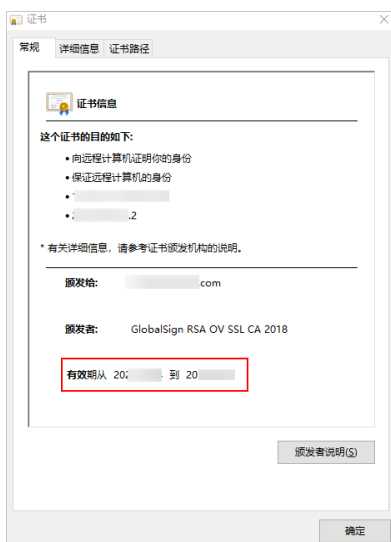 证书
常规 详细信息 证书路径
证书信息
这个证书的目的如下:
• 向远程计算机证明你的身份
• 保证远程计算机的身份
•
• .2
* 有关详细信息，请参考证书颁发机构的说明。
颁发给: .com
颁发者: GlobalSign RSA OV SSL CA 2018
有效期从 202 到 20
颁发者说明(S)
确定